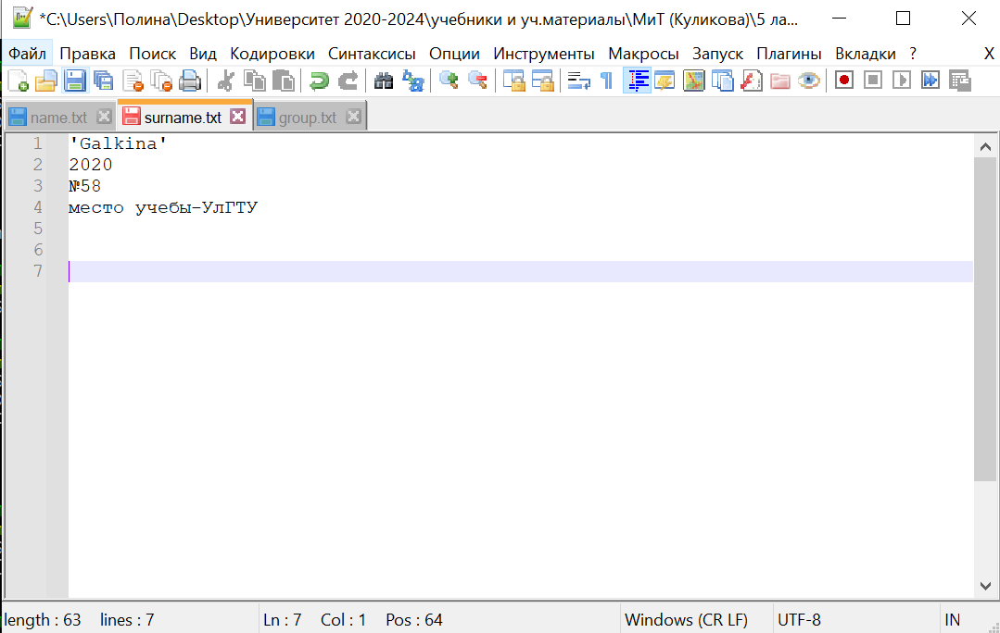 *C:\Users\Полина\Desktop\Университет 2020-2024\учебники и уч.материалы\МиТ (Куликова)\5 ла...
Файл Правка Поиск Вид Кодировки Синтаксисы Опции Инструменты Макросы Запуск Плагины Вкладки ? X
name.txt surname.txt group.txt
1 'Galkina'
2 2020
3 №58
4 место учебы-УлГТУ
5
6
7
length : 63 lines : 7 Ln : 7 Col : 1 Pos : 64 Windows (CR LF) UTF-8 IN